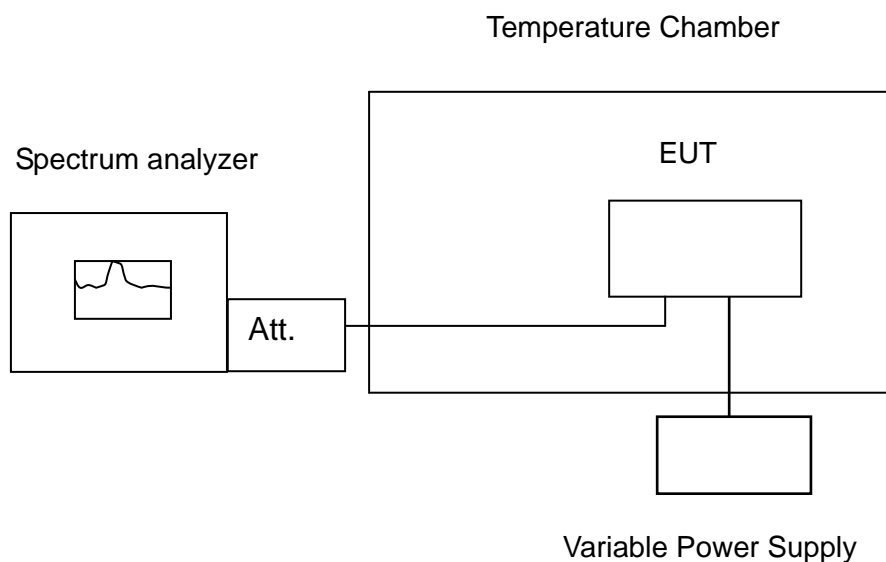 Temperature Chamber
Spectrum analyzer
EUT
Att.
Variable Power Supply